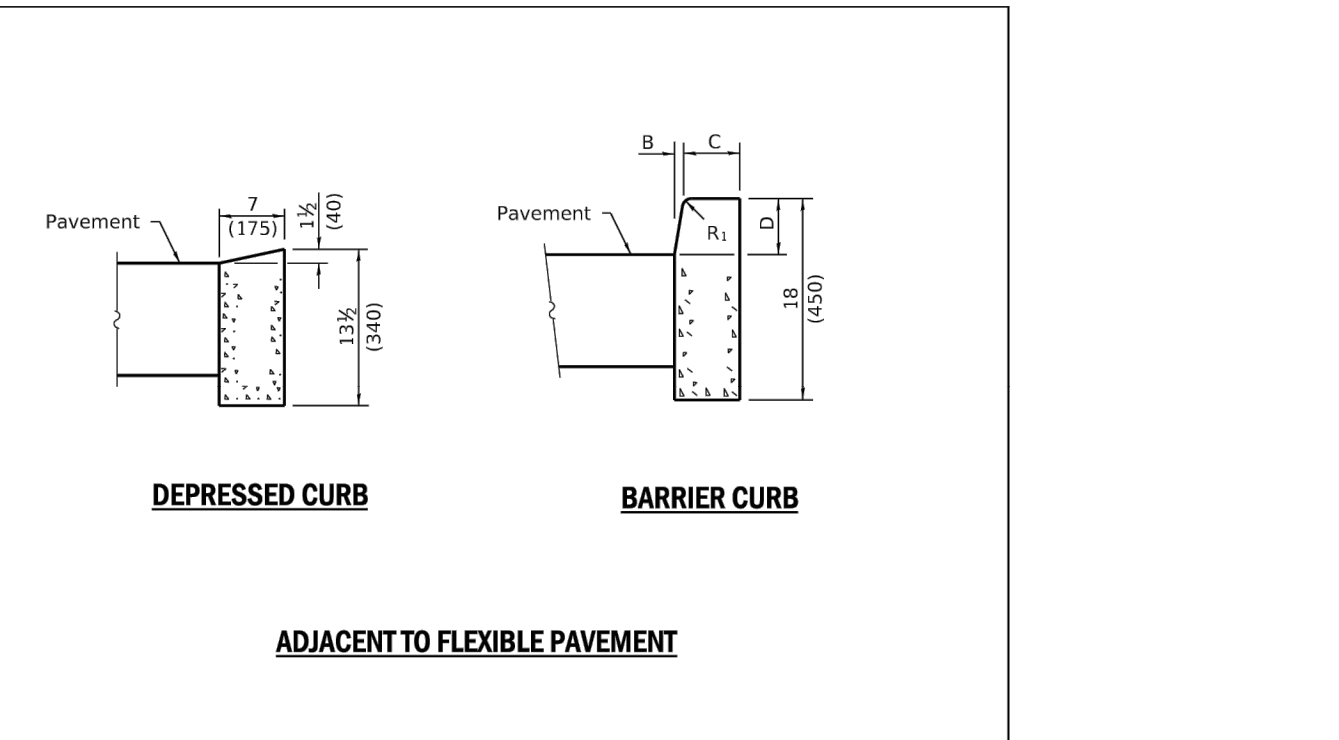 Pavement
7
(175)
1½
(40)
13½
(340)
DEPRESSED CURB
B
C
Pavement
R1
D
18
(450)
BARRIER CURB
ADJACENT TO FLEXIBLE PAVEMENT